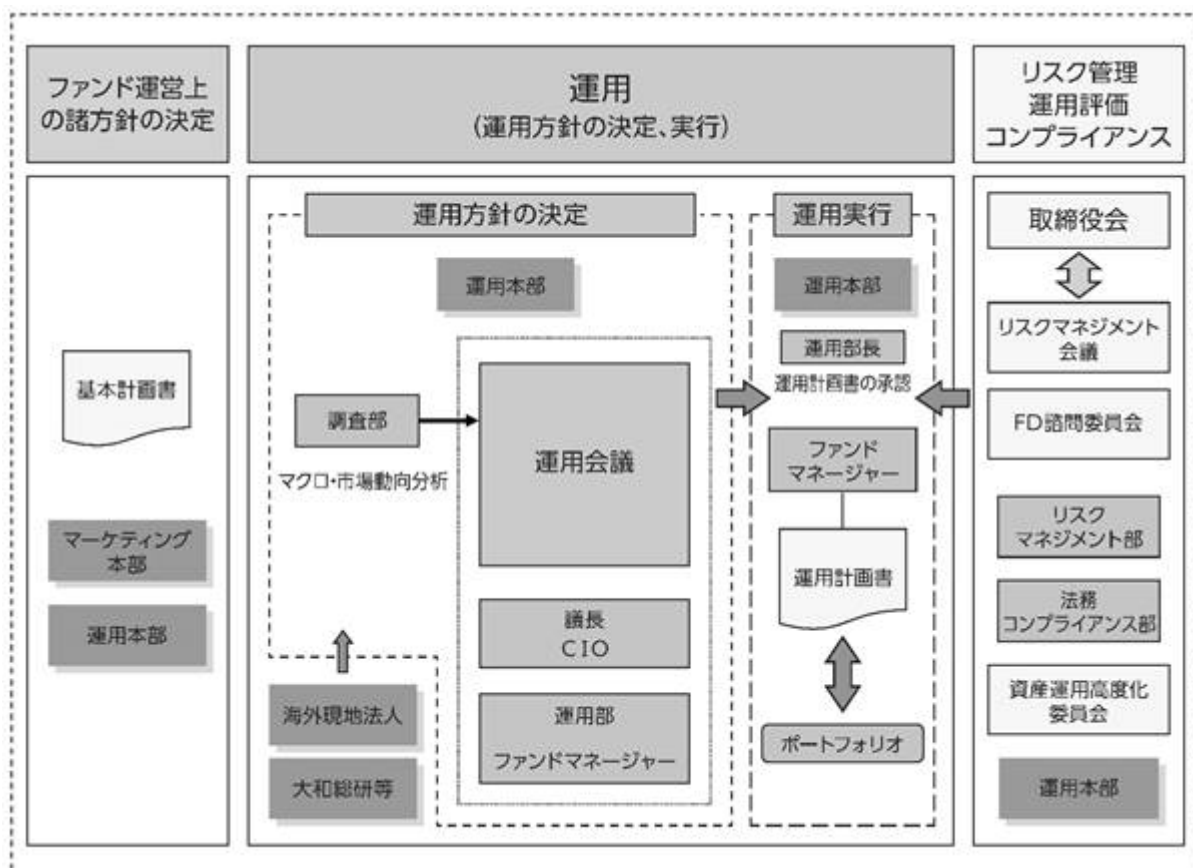 ファンド運営上
の諸方針の決定
運用
(運用方針の決定、実行)
リスク管理
運用評価
コンプライアンス
基本計画書
マーケティング
本部
運用本部
運用方針の決定
運用本部
調査部
マクロ・市場動向分析
運用会議
議長
CIO
運用部
ファンドマネージャー
海外現地法人
大和総研等
運用実行
運用本部
運用部長
運用計画書の承認
ファンド
マネージャー
運用計画書
ポートフォリオ
取締役会
リスクマネジメント
会議
FD諮問委員会
リスク
マネジメント部
法務
コンプライアンス部
資産運用高度化
委員会
運用本部